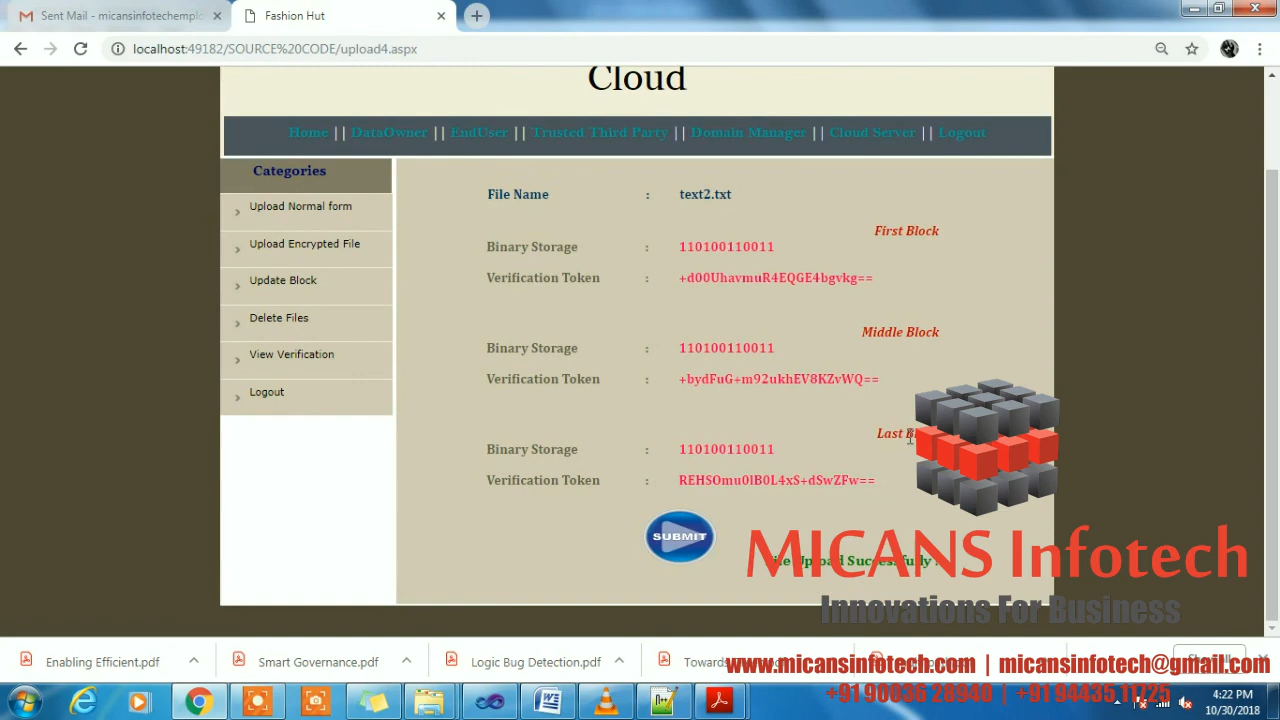 Sent Mail - micansinfotechemplo
Fashion Hut
localhost:49182/SOURCE%20CODE/upload4.aspx
Cloud
Home || DataOwner || EndUser || Trusted Third Party || Domain Manager || Cloud Server || Logout
Categories
Upload Normal form
Upload Encrypted File
Update Block
Delete Files
View Verification
Logout
File Name : text2.txt
First Block
Binary Storage : 110100110011
Verification Token : +d00UhavmuR4EQGE4bgvkg==
Middle Block
Binary Storage : 110100110011
Verification Token : +bydFuG+m92ukhEV8KZvWQ==
Last
Binary Storage : 110100110011
Verification Token : REHSOmu0lB0L4xS+dSwZFw==
SUBMIT
File Upload Successfully
MICANS Infotech
Innovations For Business
Enabling Efficient.pdf
Smart Governance.pdf
Logic Bug Detection.pdf
www.micansinfotech.com | micansinfotech@gmail.com
+91 90036 28940 | +91 94435 11725
4:22 PM
10/30/2018